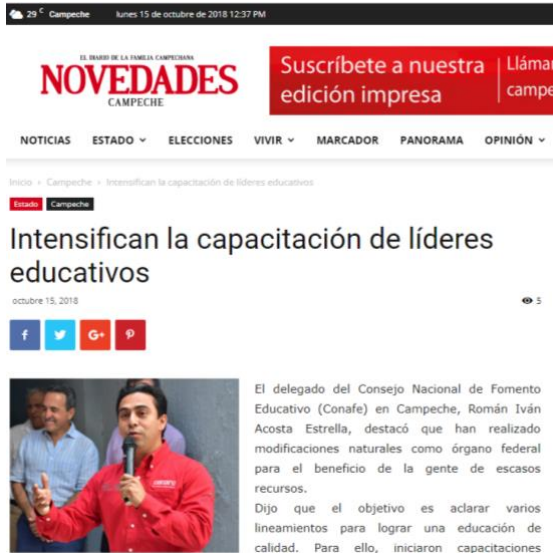 29 C Campeche lunes 15 de octubre de 2018 12:37 PM
EL DIARIO DE LA FAMILIA CAMPECHANA
NOVEDADES
CAMPECHE
Suscríbete a nuestra
edición impresa
Lláma
campe
NOTICIAS ESTADO ELECCIONES VIVIR MARCADOR PANORAMA OPINIÓN
Inicio › Campeche › Intensifican la capacitación de líderes educativos
Estado Campeche
Intensifican la capacitación de líderes
educativos
octubre 15, 2018 5
f G+
El delegado del Consejo Nacional de Fomento
Educativo (Conafe) en Campeche, Román Iván
Acosta Estrella, destacó que han realizado
modificaciones naturales como órgano federal
para el beneficio de la gente de escasos
recursos.
Dijo que el objetivo es aclarar varios
lineamientos para lograr una educación de
calidad. Para ello, iniciaron capacitaciones